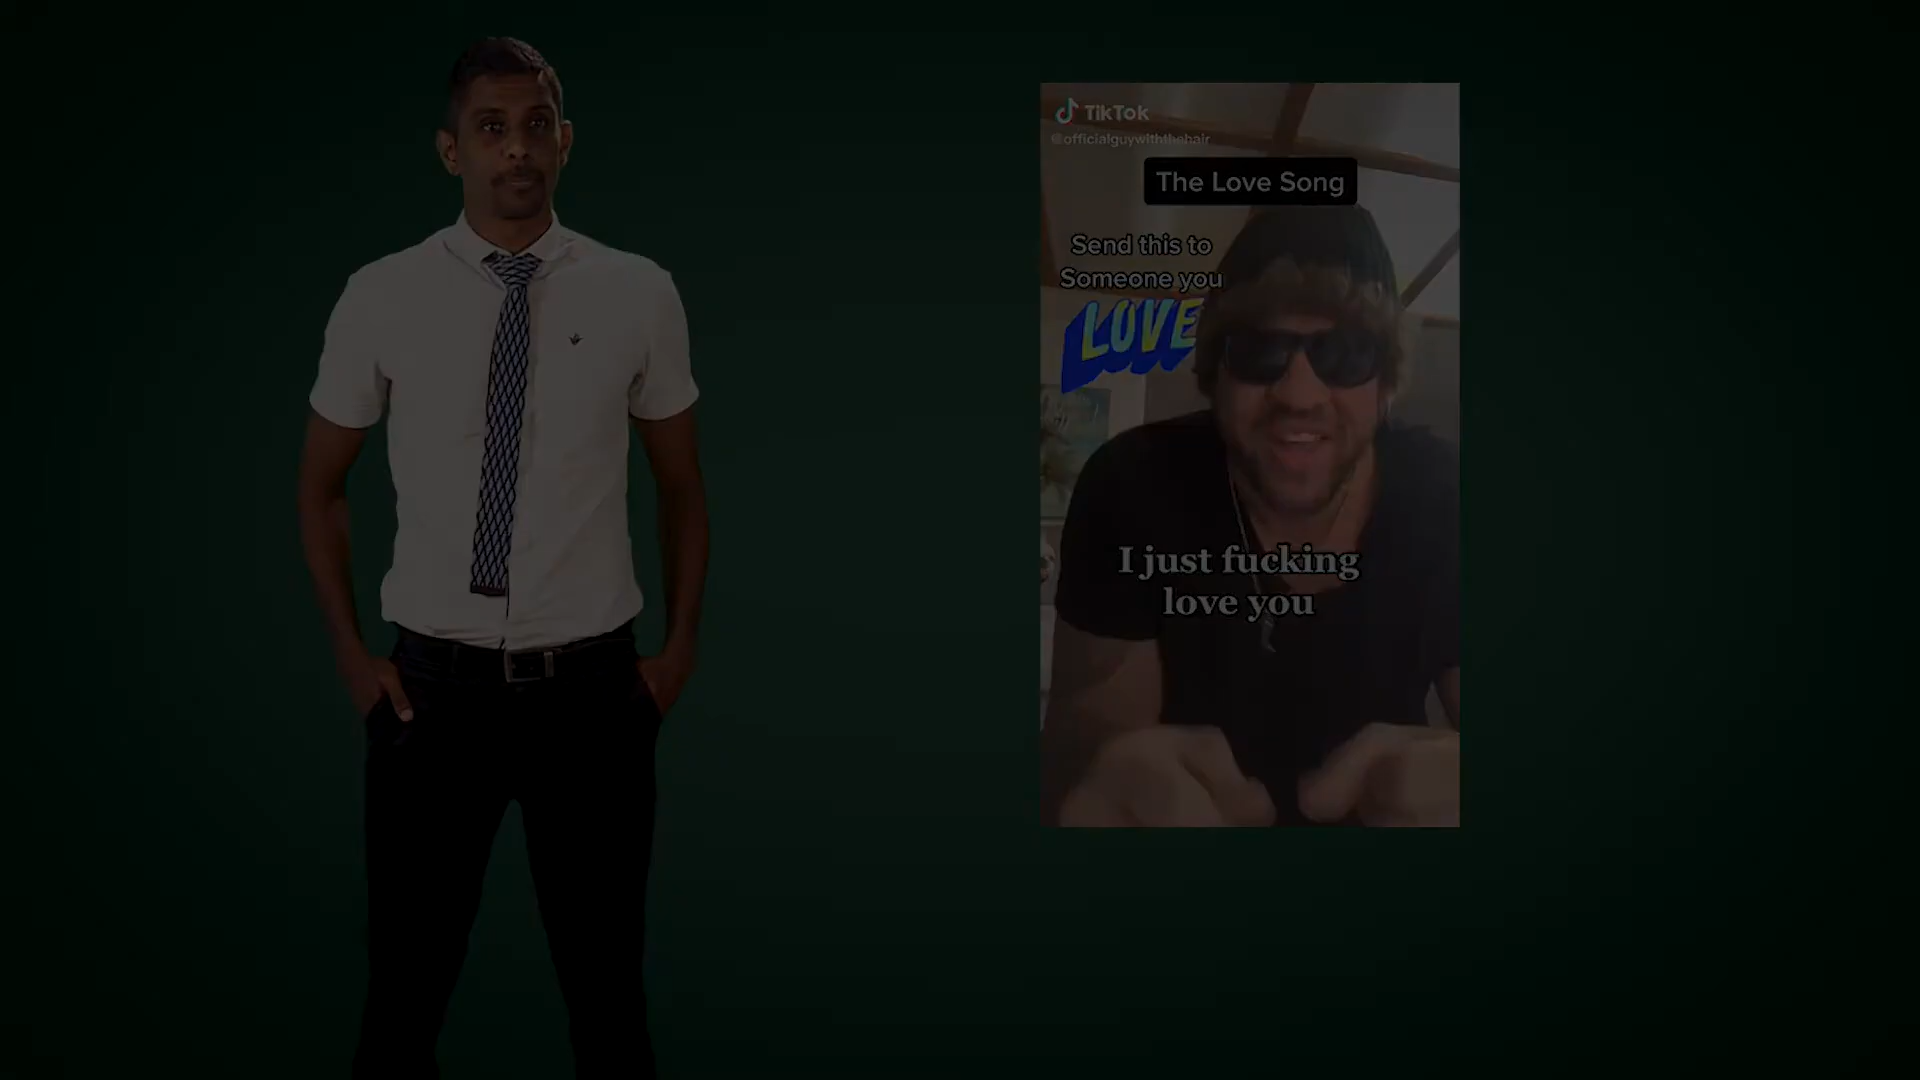 TikTok
@officialguywiththehair
The Love Song
Send this to
Someone you
LOVE
I just fucking
love you